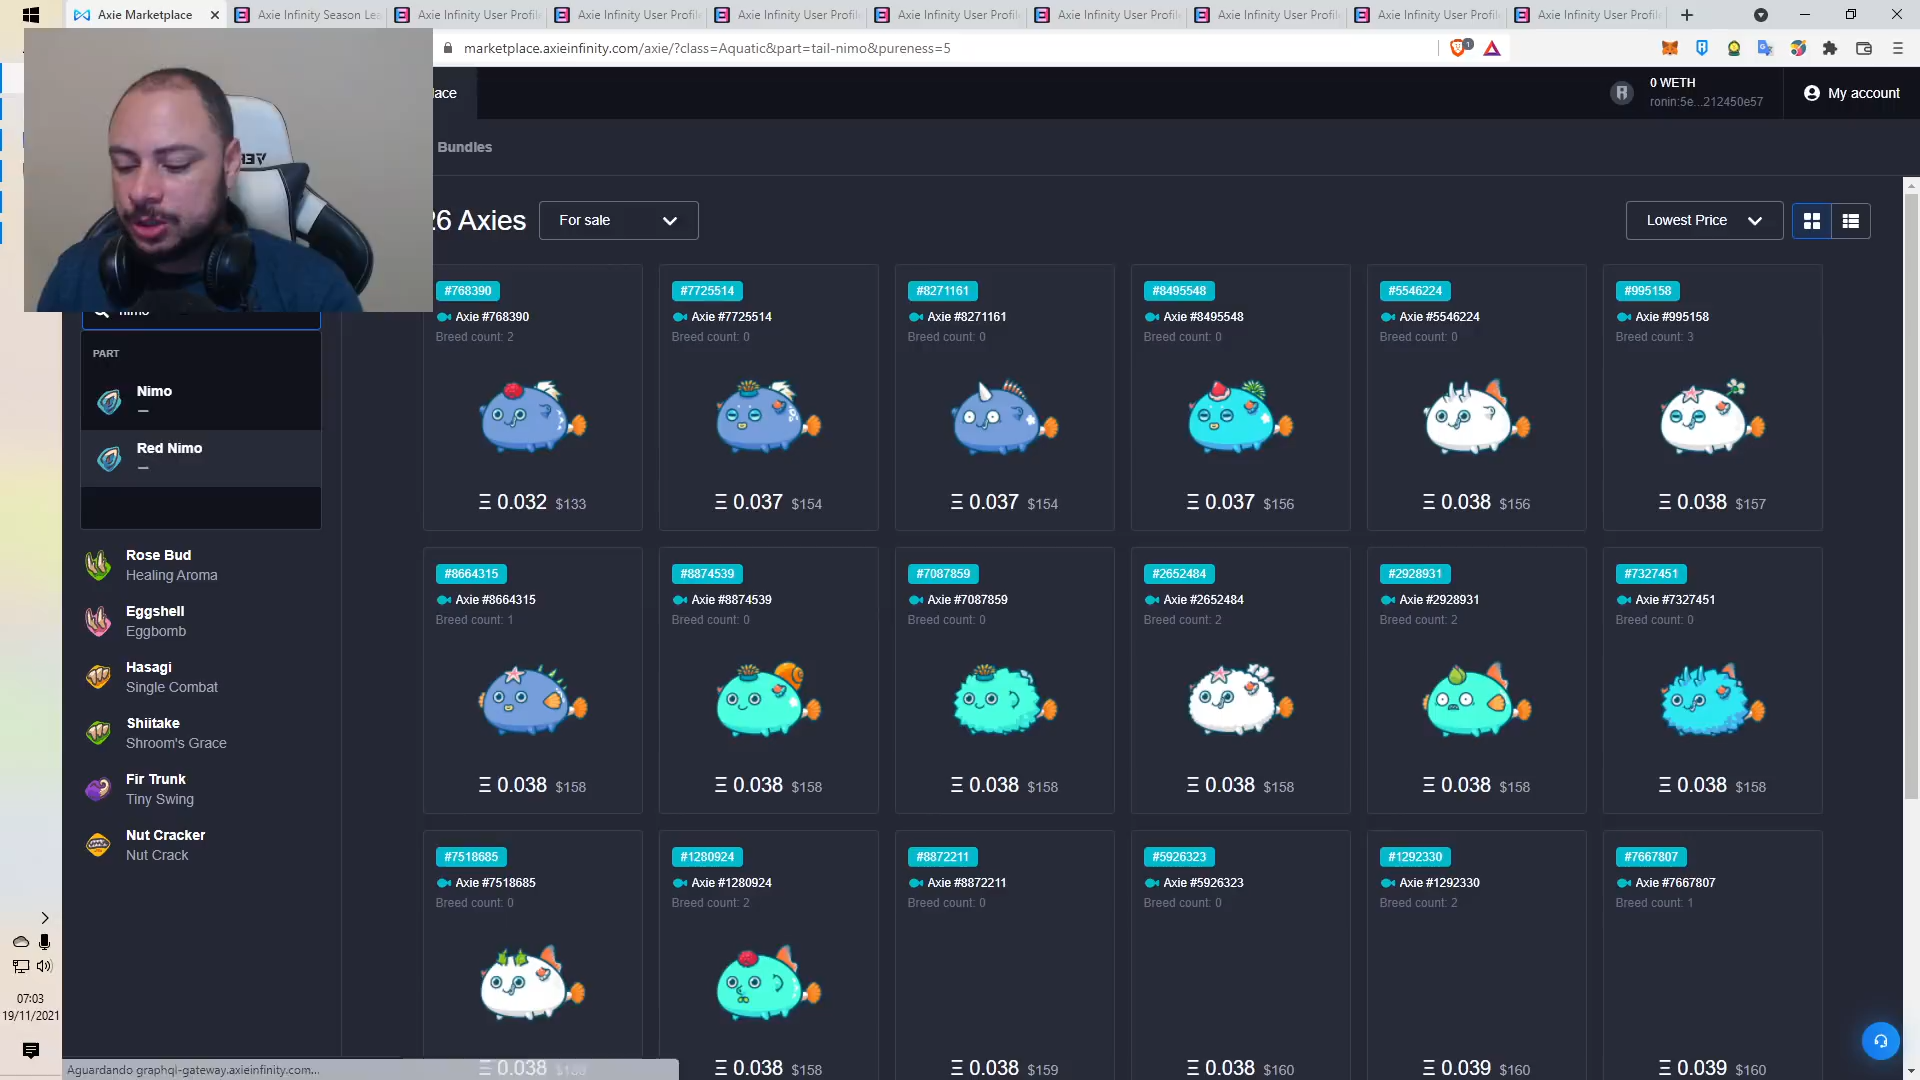 Axie Marketplace
Axie Infinity Season Lea
Axie Infinity User Profile
Axie Infinity User Profile
Axie Infinity User Profile
Axie Infinity User Profile
Axie Infinity User Profile
Axie Infinity User Profile
Axie Infinity User Profile
Axie Infinity User Profile
marketplace.axieinfinity.com/axie/?class=Aquatic&part=tail-nimo&pureness=5
1
lace
0 WETH
ronin:5e...212450e57
My account
Bundles
26 Axies
For sale
Lowest Price
nimo
PART
Nimo
—
Red Nimo
—
Rose Bud
Healing Aroma
Eggshell
Eggbomb
Hasagi
Single Combat
Shiitake
Shroom's Grace
Fir Trunk
Tiny Swing
Nut Cracker
Nut Crack
#768390
Axie #768390
Breed count: 2
Ξ 0.032 $133
#7725514
Axie #7725514
Breed count: 0
Ξ 0.037 $154
#8271161
Axie #8271161
Breed count: 0
Ξ 0.037 $154
#8495548
Axie #8495548
Breed count: 0
Ξ 0.037 $156
#5546224
Axie #5546224
Breed count: 0
Ξ 0.038 $156
#995158
Axie #995158
Breed count: 3
Ξ 0.038 $157
#8664315
Axie #8664315
Breed count: 1
Ξ 0.038 $158
#8874539
Axie #8874539
Breed count: 0
Ξ 0.038 $158
#7087859
Axie #7087859
Breed count: 0
Ξ 0.038 $158
#2652484
Axie #2652484
Breed count: 2
Ξ 0.038 $158
#2928931
Axie #2928931
Breed count: 2
Ξ 0.038 $158
#7327451
Axie #7327451
Breed count: 0
Ξ 0.038 $158
#7518685
Axie #7518685
Breed count: 0
Ξ 0.038
#1280924
Axie #1280924
Breed count: 2
Ξ 0.038 $158
#8872211
Axie #8872211
Breed count: 0
Ξ 0.038 $159
#5926323
Axie #5926323
Breed count: 0
Ξ 0.038 $160
#1292330
Axie #1292330
Breed count: 2
Ξ 0.039 $160
#7667807
Axie #7667807
Breed count: 1
Ξ 0.039 $160
07:03
19/11/2021
Aguardando graphql-gateway.axieinfinity.com...